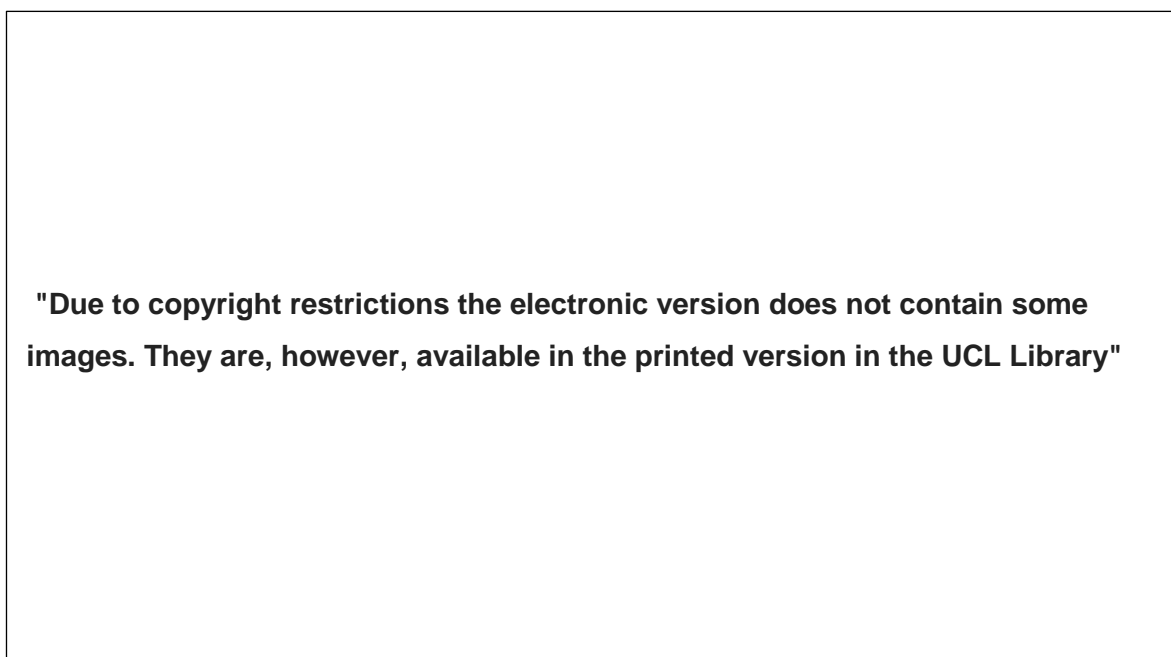 "Due to copyright restrictions the electronic version does not contain some
images. They are, however, available in the printed version in the UCL Library"